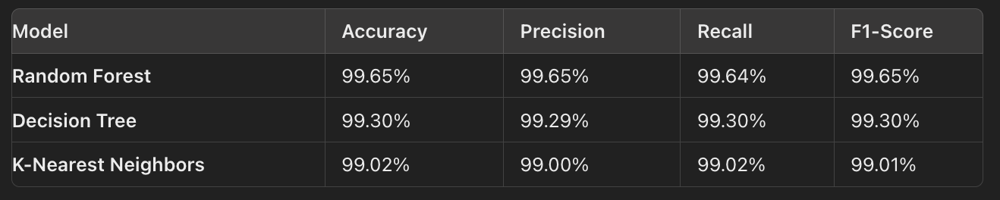 Model Accuracy Precision Recall F1-Score
Random Forest 99.65% 99.65% 99.64% 99.65%
Decision Tree 99.30% 99.29% 99.30% 99.30%
K-Nearest Neighbors 99.02% 99.00% 99.02% 99.01%